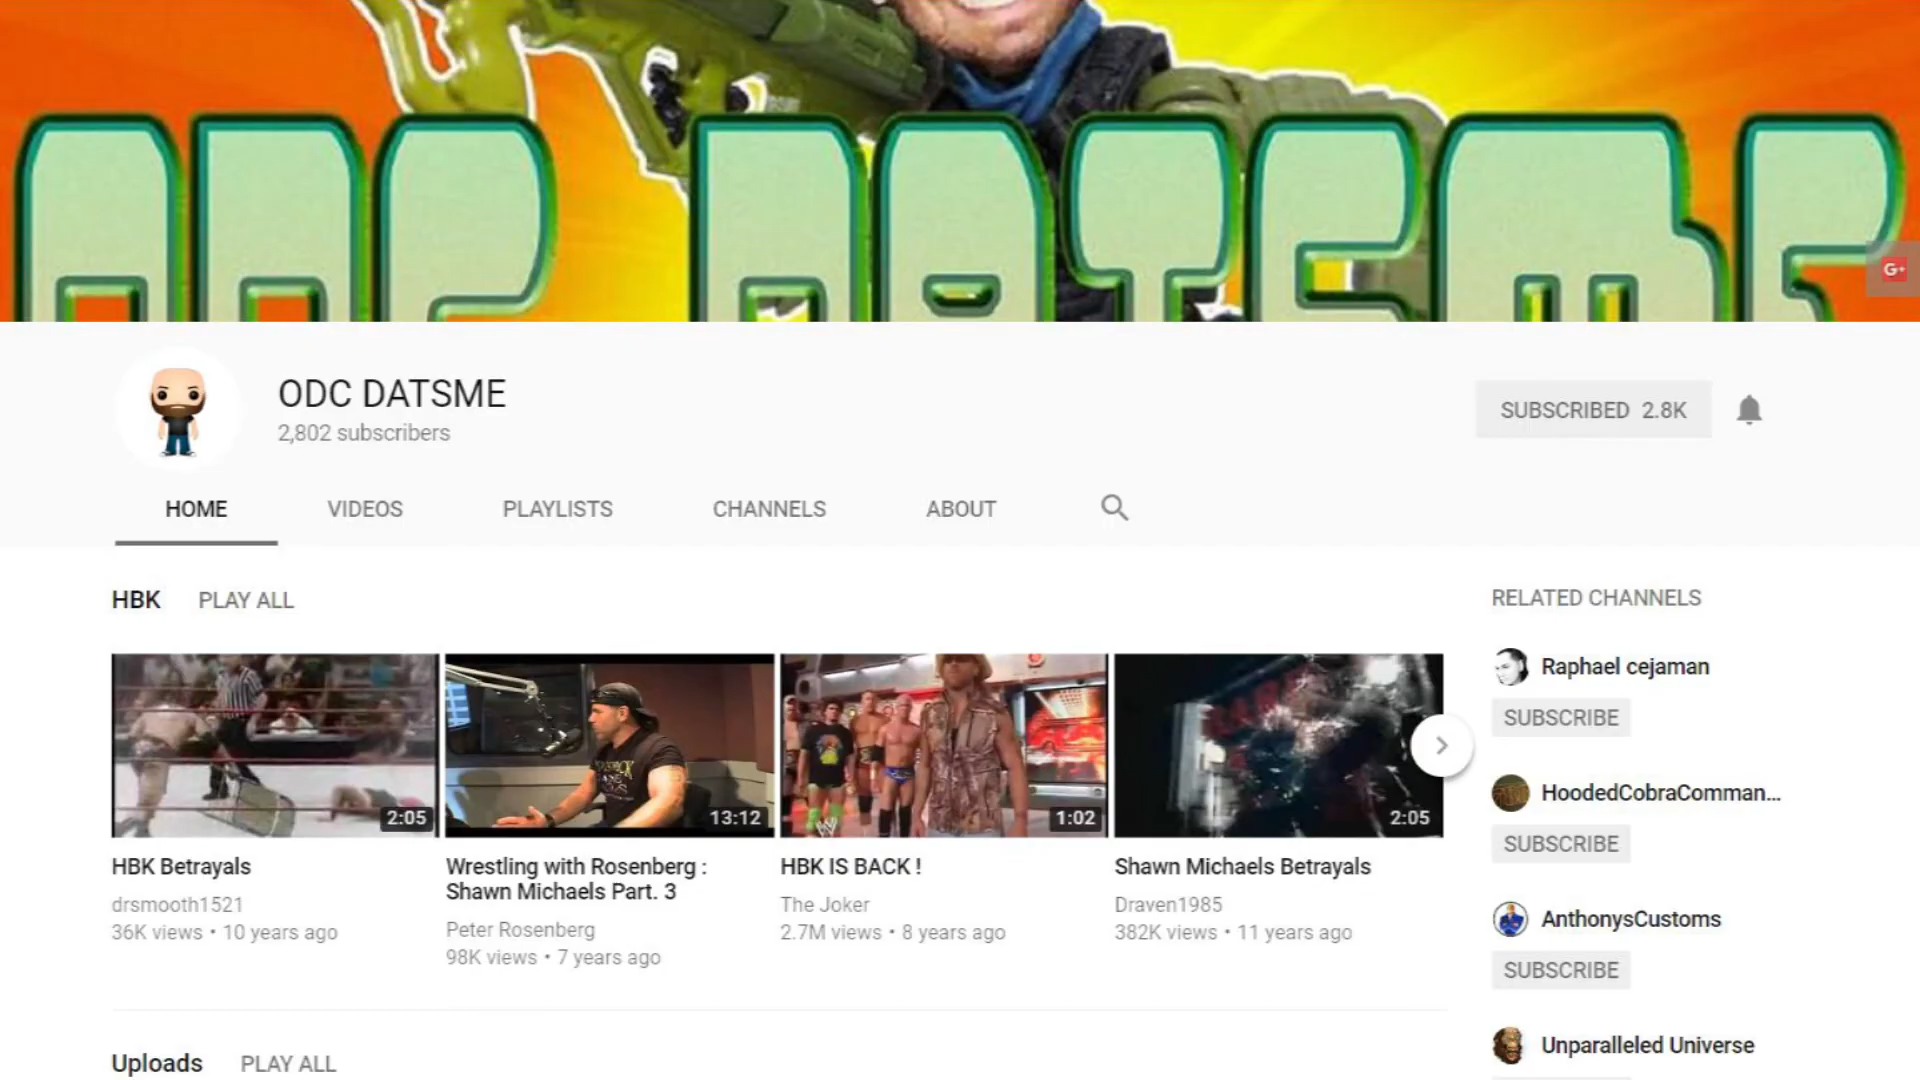 ODC DATSME
G+
ODC DATSME
2,802 subscribers
SUBSCRIBED 2.8K
HOME VIDEOS PLAYLISTS CHANNELS ABOUT
HBK PLAY ALL
2:05
13:12
1:02
2:05
HBK Betrayals
drsmooth1521
36K views • 10 years ago
Wrestling with Rosenberg :
Shawn Michaels Part. 3
Peter Rosenberg
98K views • 7 years ago
HBK IS BACK !
The Joker
2.7M views • 8 years ago
Shawn Michaels Betrayals
Draven1985
382K views • 11 years ago
RELATED CHANNELS
Raphael cejaman
SUBSCRIBE
HoodedCobraComman...
SUBSCRIBE
AnthonysCustoms
SUBSCRIBE
Unparalleled Universe
Uploads PLAY ALL